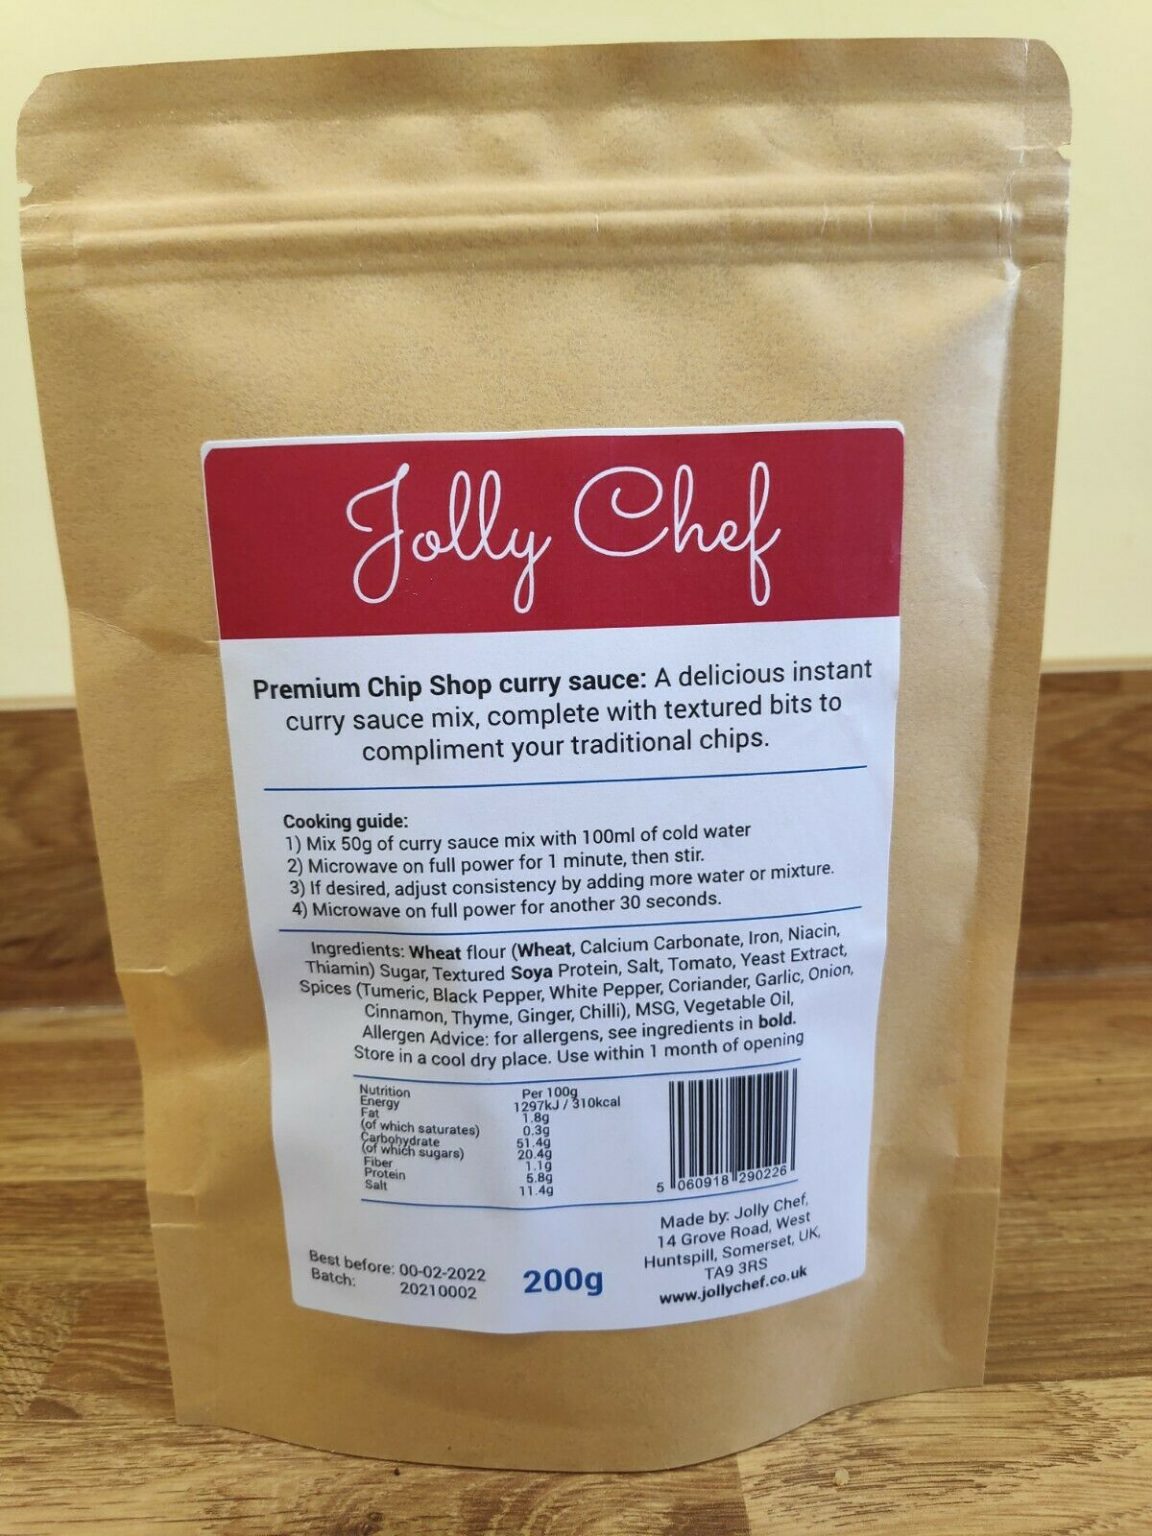 Jolly Chef
Premium Chip Shop curry sauce: A delicious instant
curry sauce mix, complete with textured bits to
compliment your traditional chips.
Cooking guide:
1) Mix 50g of curry sauce mix with 100ml of cold water
2) Microwave on full power for 1 minute, then stir.
3) If desired, adjust consistency by adding more water or mixture.
4) Microwave on full power for another 30 seconds.
Ingredients: Wheat flour (Wheat, Calcium Carbonate, Iron, Niacin,
Thiamin) Sugar, Textured Soya Protein, Salt, Tomato, Yeast Extract,
Spices (Tumeric, Black Pepper, White Pepper, Coriander, Garlic, Onion,
Cinnamon, Thyme, Ginger, Chilli), MSG, Vegetable Oil,
Allergen Advice: for allergens, see ingredients in bold.
Store in a cool dry place. Use within 1 month of opening
Nutrition Per 100g
Energy 1297kJ / 310kcal
Fat 1.8g
(of which saturates) 0.3g
Carbohydrate 51.4g
(of which sugars) 20.4g
Fiber 1.1g
Protein 5.8g
Salt 11.4g
5 060918 290226
Best before: 00-02-2022
Batch: 20210002
200g
Made by: Jolly Chef,
14 Grove Road, West
Huntspill, Somerset, UK,
TA9 3RS
www.jollychef.co.uk